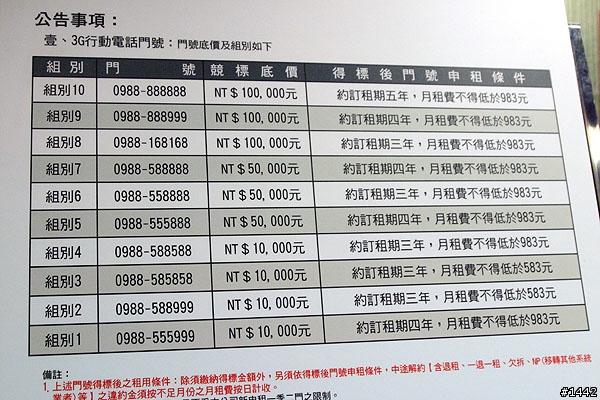 公告事項：
壹、3G行動電話門號：門號底價及組別如下
組別 門號 競標底價 得標後門號申租條件
組別10 0988-888888 NT＄100,000元 約訂租期五年，月租費不得低於983元
組別9 0988-888999 NT＄100,000元 約訂租期四年，月租費不得低於983元
組別8 0988-168168 NT＄100,000元 約訂租期三年，月租費不得低於983元
組別7 0988-588888 NT＄50,000元 約訂租期四年，月租費不得低於983元
組別6 0988-558888 NT＄50,000元 約訂租期三年，月租費不得低於983元
組別5 0988-555888 NT＄50,000元 約訂租期四年，月租費不得低於983元
組別4 0988-588588 NT＄10,000元 約訂租期三年，月租費不得低於983元
組別3 0988-585858 NT＄10,000元 約訂租期三年，月租費不得低於583元
組別2 0988-588999 NT＄10,000元 約訂租期三年，月租費不得低於583元
組別1 0988-555999 NT＄10,000元 約訂租期四年，月租費不得低於983元
備註：
1.上述門號得標後之租用條件：除須繳納得標金額外，另須依得標後門號申租條件，中途解約【含退租、一退一租、欠拆、NP(移轉其他系統
業者)等】之違約金須按不足月份之月租費按日計收。
#1442